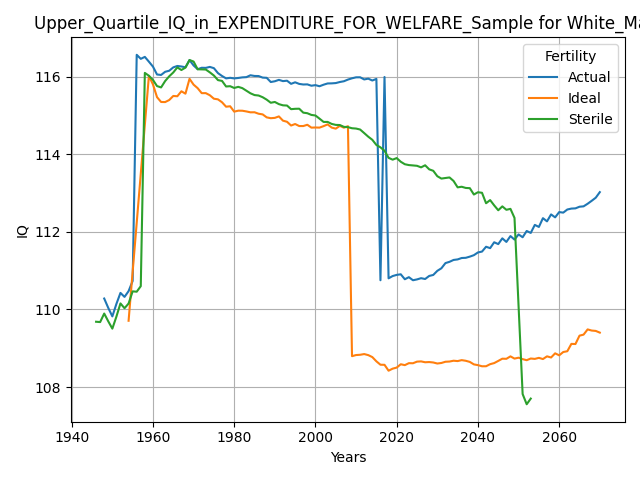 Upper_Quartile_IQ_in_EXPENDITURE_FOR_WELFARE_Sample for White_Ma
Fertility
Actual
Ideal
Sterile
116
114
112
110
108
IQ
1940
1960
1980
2000
2020
2040
2060
Years